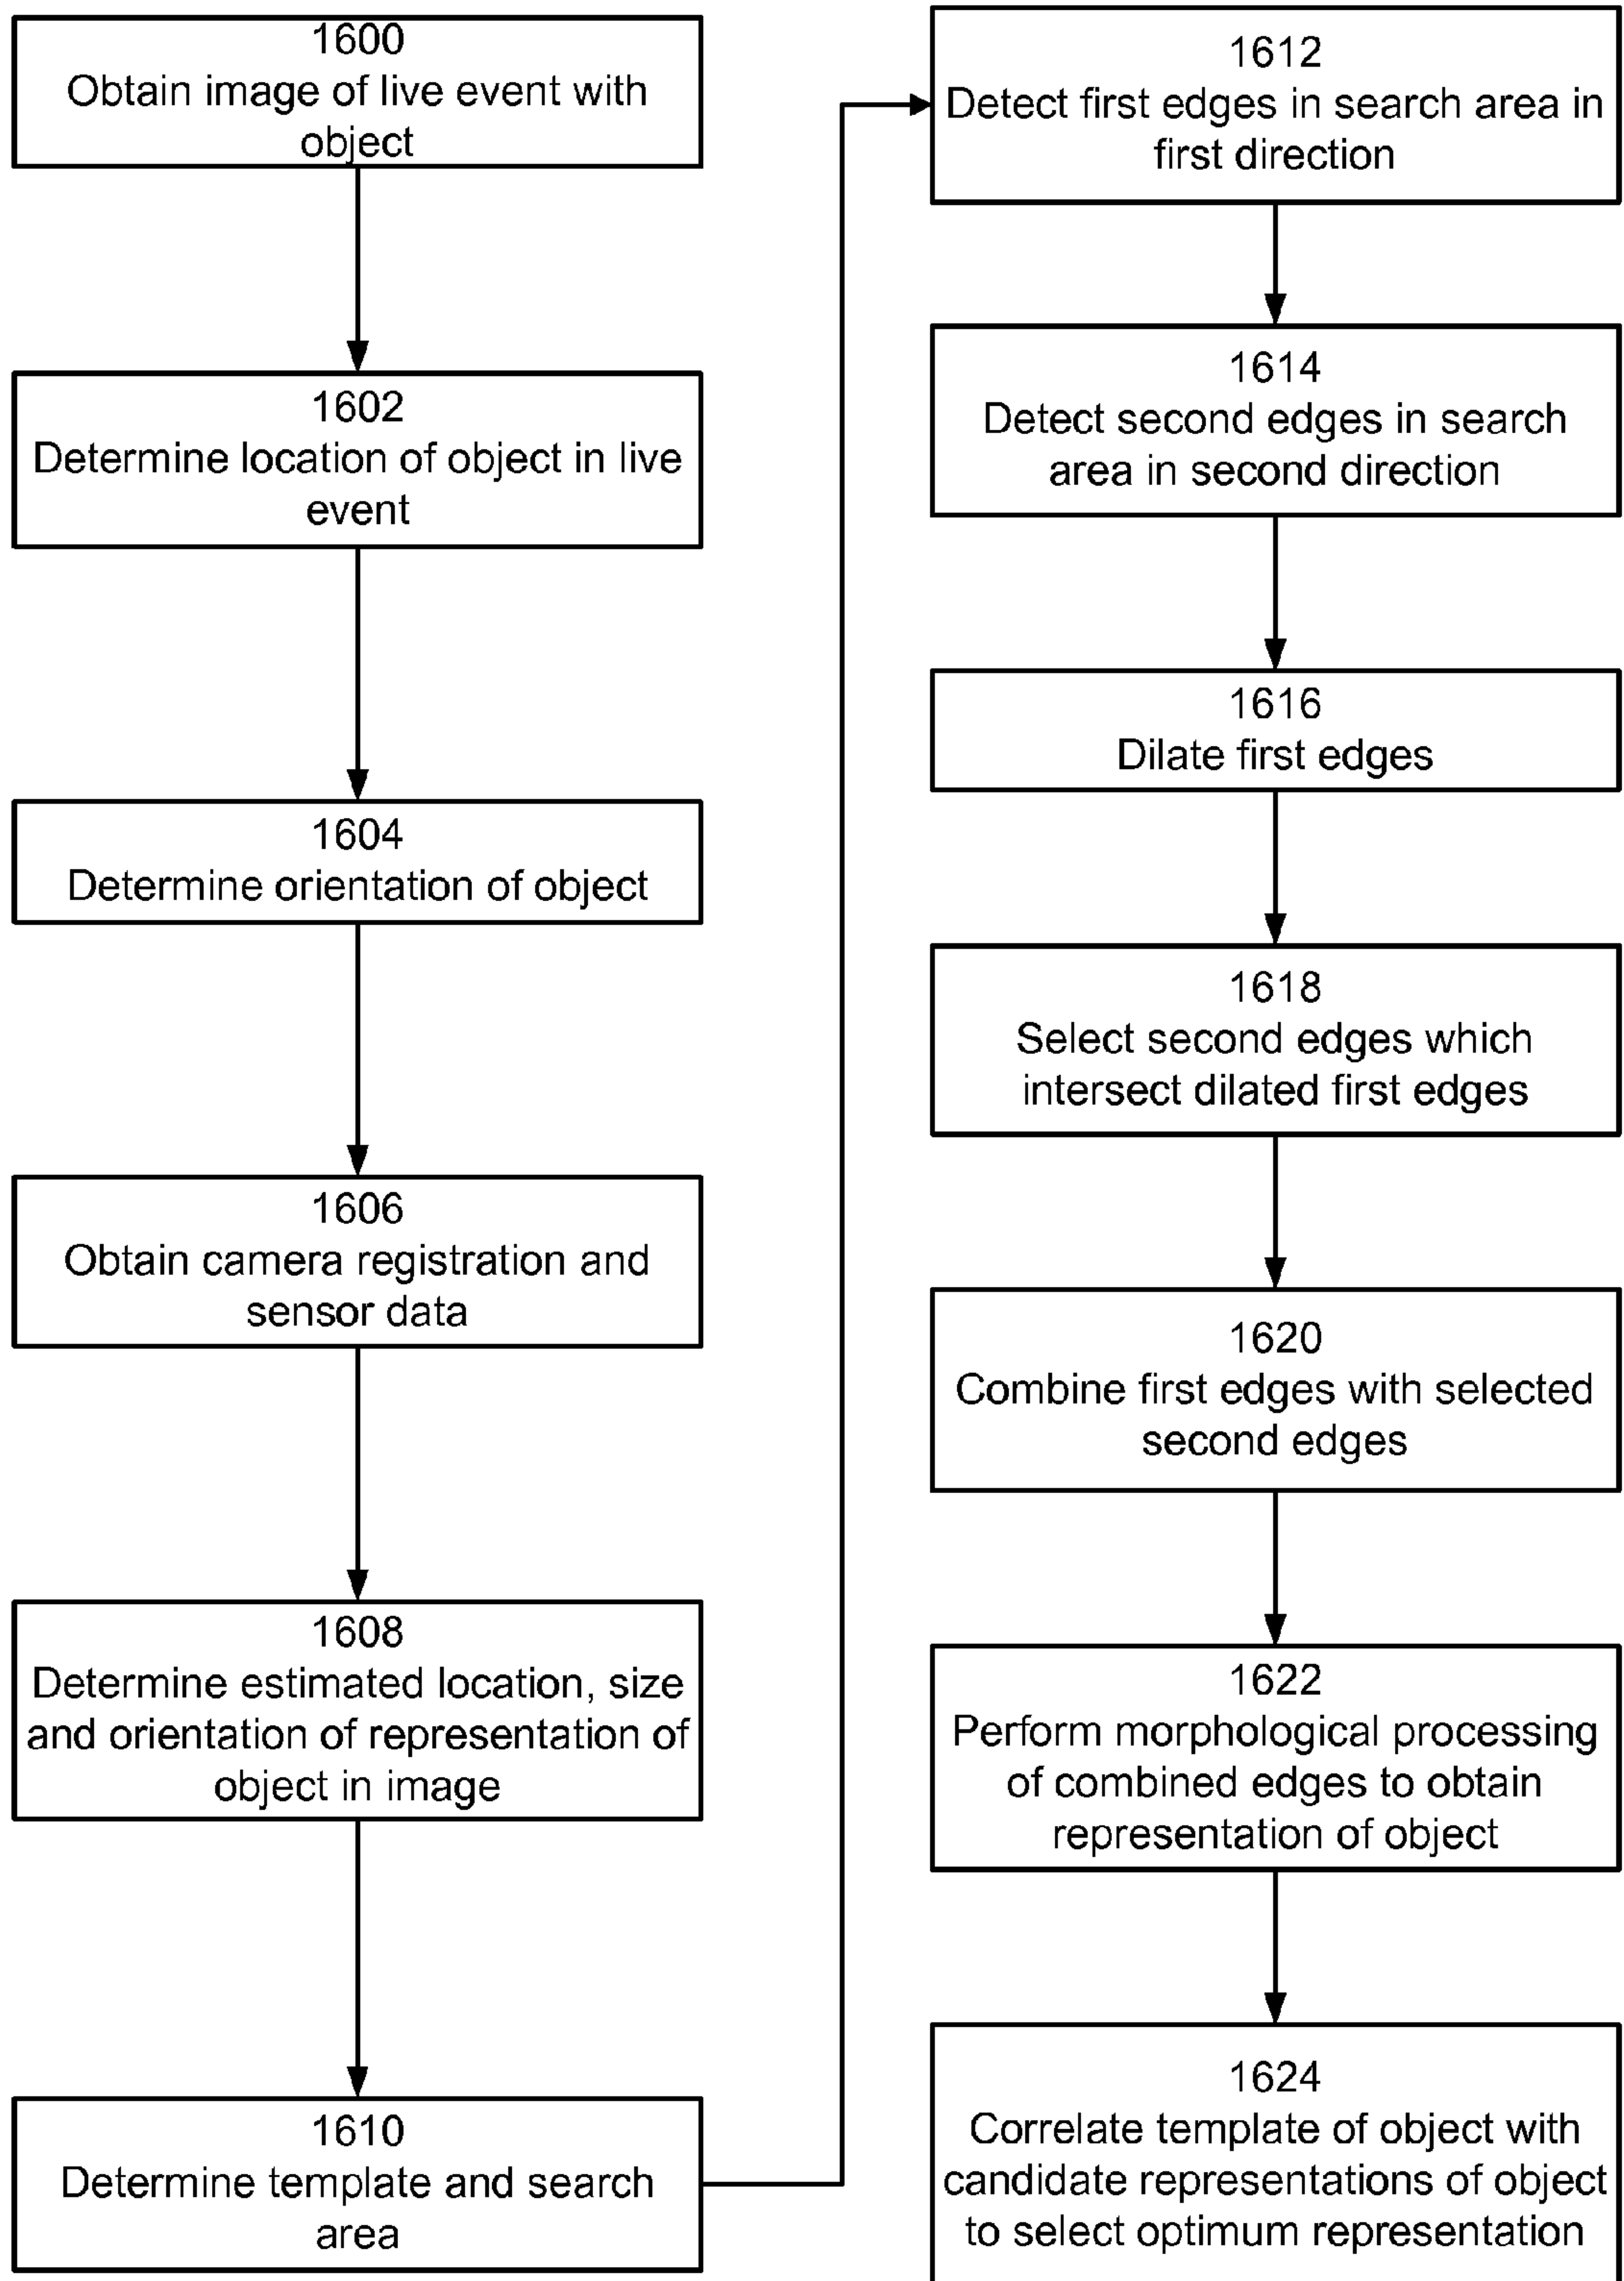 1600
Obtain image of live event with
object
1602
Determine location of object in live
event
1604
Determine orientation of object
1606
Obtain camera registration and
sensor data
1608
Determine estimated location, size
and orientation of representation of
object in image
1610
Determine template and search
area
1612
Detect first edges in search area in
first direction
1614
Detect second edges in search
area in second direction
1616
Dilate first edges
1618
Select second edges which
intersect dilated first edges
1620
Combine first edges with selected
second edges
1622
Perform morphological processing
of combined edges to obtain
representation of object
1624
Correlate template of object with
candidate representations of object
to select optimum representation